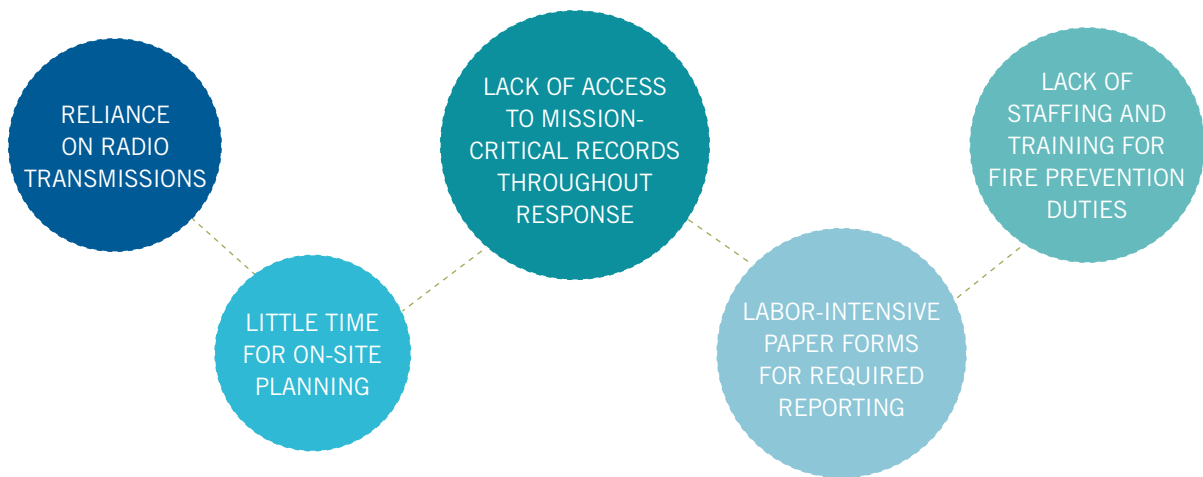 RELIANCE
ON RADIO
TRANSMISSIONS
LITTLE TIME
FOR ON-SITE
PLANNING
LACK OF ACCESS
TO MISSION-
CRITICAL RECORDS
THROUGHOUT
RESPONSE
LABOR-INTENSIVE
PAPER FORMS
FOR REQUIRED
REPORTING
LACK OF
STAFFING AND
TRAINING FOR
FIRE PREVENTION
DUTIES